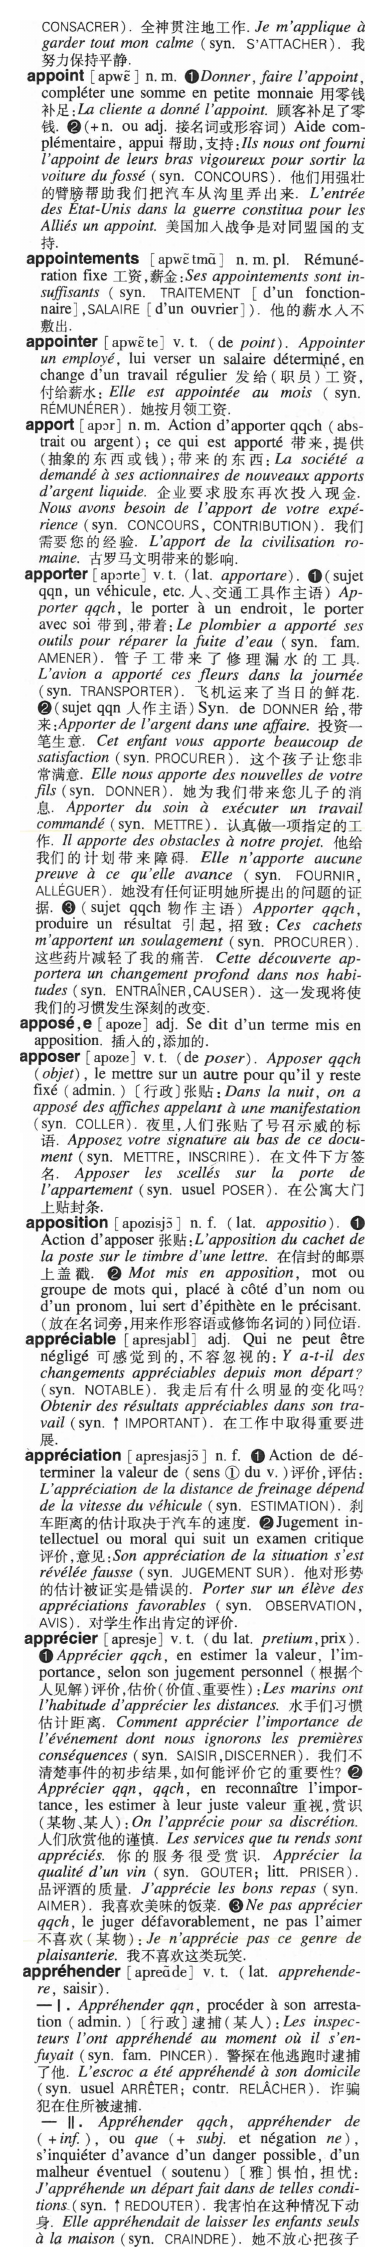 CONSACRER). 全神贯注地工作. Je m'applique à
garder tout mon calme (syn. S'ATTACHER). 我
努力保持平静.
appoint [apwɛ̃] n. m. ❶Donner, faire l'appoint,
compléter une somme en petite monnaie 用零钱
补足:La cliente a donné l'appoint. 顾客补足了零
钱. ❷(+n. ou adj. 接名词或形容词) Aide com-
plémentaire, appui 帮助,支持:Ils nous ont fourni
l'appoint de leurs bras vigoureux pour sortir la
voiture du fossé (syn. CONCOURS). 他们用强壮
的臂膀帮助我们把汽车从沟里弄出来. L'entrée
des État-Unis dans la guerre constitua pour les
Alliés un appoint. 美国加入战争是对同盟国的支
持.
appointements [apwɛ̃tmɑ̃] n. m. pl. Rémuné-
ration fixe 工资,薪金:Ses appointements sont in-
suffisants (syn. TRAITEMENT [d'un fonction-
naire],SALAIRE [d'un ouvrier]). 他的薪水人不
敷出.
appointer [apwɛ̃te] v. t. (de point). Appointer
un employé, lui verser un salaire déterminé,en
change d'un travail régulier 发给(职员)工资,
付给薪水: Elle est appointée au mois (syn.
RÉMUNÉRER). 她按月领工资.
apport [apɔr] n. m. Action d'apporter qqch (abs-
trait ou argent); ce qui est apporté 带来,提供
(抽象的东西或钱);带来的东西: La société a
demandé à ses actionnaires de nouveaux apports
d'argent liquide. 企业要求股东再次投入现金.
Nous avons besoin de l'apport de votre expé-
rience (syn. CONCOURS, CONTRIBUTION). 我们
需要您的经验. L'apport de la civilisation ro-
maine. 古罗马文明带来的影响.
apporter [apɔrte] v. t. (lat. apportare). ❶(sujet
qqn, un véhicule, etc. 人、交通工具作主语) Ap-
porter qqch, le porter à un endroit, le porter
avec soi 带到,带着: Le plombier a apporté ses
outils pour réparer la fuite d'eau (syn. fam.
AMENER). 管子工带来了修理漏水的工具.
L'avion a apporté ces fleurs dans la journée
(syn. TRANSPORTER). 飞机运来了当日的鲜花.
❷(sujet qqn 人作主语)Syn. de DONNER 给,带
来:Apporter de l'argent dans une affaire. 投资一
笔生意. Cet enfant vous apporte beaucoup de
satisfaction (syn. PROCURER). 这个孩子让您非
常满意. Elle nous apporte des nouvelles de votre
fils (syn. DONNER). 她为我们带来您儿子的消
息. Apporter du soin à exécuter un travail
commandé (syn. METTRE). 认真做一项指定的工
作. Il apporte des obstacles à notre projet. 他给
我们的计划带来障碍. Elle n'apporte aucune
preuve à ce qu'elle avance (syn. FOURNIR,
ALLÉGUER). 她没有任何证明她所提出的问题的证
据. ❸ (sujet qqch 物作主语) Apporter qqch,
produire un résultat 引起, 招致: Ces cachets
m'apportent un soulagement (syn. PROCURER).
这些药片减轻了我的痛苦. Cette découverte ap-
portera un changement profond dans nos habi-
tudes (syn. ENTRAÎNER,CAUSER). 这一发现将使
我们的习惯发生深刻的改变.
apposé,e [apoze] adj. Se dit d'un terme mis en
apposition. 插入的,添加的.
apposer [apoze] v. t. (de poser). Apposer qqch
(objet), le mettre sur un autre pour qu'il y reste
fixé (admin.) 〔行政〕张贴: Dans la nuit, on a
apposé des affiches appelant à une manifestation
(syn. COLLER). 夜里,人们张贴了号召示威的标
语. Apposez votre signature au bas de ce docu-
ment (syn. METTRE, INSCRIRE). 在文件下方签
名. Apposer les scellés sur la porte de
l'appartement (syn. usuel POSER). 在公寓大门
上贴封条.
apposition [apozisjɔ̃] n. f. (lat. appositio). ❶
Action d'apposer 张贴:L'apposition du cachet de
la poste sur le timbre d'une lettre. 在信封的邮票
上盖戳. ❷ Mot mis en apposition, mot ou
groupe de mots qui, placé à côté d'un nom ou
d'un pronom, lui sert d'épithète en le précisant.
(放在名词旁,用来作形容语或修饰名词的)同位语.
appréciable [apresjabl] adj. Qui ne peut être
négligé 可感觉到的,不容忽视的: Y a-t-il des
changements appréciables depuis mon départ?
(syn. NOTABLE). 我走后有什么明显的变化吗?
Obtenir des résultats appréciables dans son tra-
vail (syn. ↑ IMPORTANT). 在工作中取得重要进
展.
appréciation [apresjasjɔ̃] n. f. ❶ Action de dé-
terminer la valeur de (sens ① du v.)评价,评估:
L'appréciation de la distance de freinage dépend
de la vitesse du véhicule (syn. ESTIMATION). 刹
车距离的估计取决于汽车的速度. ❷Jugement in-
tellectuel ou moral qui suit un examen critique
评价,意见:Son appréciation de la situation s'est
révélée fausse (syn. JUGEMENT SUR). 他对形势
的估计被证实是错误的. Porter sur un élève des
appréciations favorables (syn. OBSERVATION,
AVIS). 对学生作出肯定的评价.
apprécier [apresje] v. t. (du lat. pretium,prix).
❶ Apprécier qqch, en estimer la valeur, l'im-
portance, selon son jugement personnel (根据个
人见解)评价,估价(价值、重要性):Les marins ont
l'habitude d'apprécier les distances. 水手们习惯
估计距离. Comment apprécier l'importance de
l'événement dont nous ignorons les premières
conséquences (syn. SAISIR,DISCERNER). 我们不
清楚事件的初步结果,如何能评价它的重要性? ❷
Apprécier qqn, qqch, en reconnaître l'impor-
tance, les estimer à leur juste valeur 重视,赏识
(某物、某人):On l'apprécie pour sa discrétion.
人们欣赏他的谨慎. Les services que tu rends sont
appréciés. 你的服务很受赏识. Apprécier la
qualité d'un vin (syn. GOUTER; litt. PRISER).
品评酒的质量. J'apprécie les bons repas (syn.
AIMER). 我喜欢美味的饭菜. ❸Ne pas apprécier
qqch, le juger défavorablement, ne pas l'aimer
不喜欢(某物):Je n'apprécie pas ce genre de
plaisanterie. 我不喜欢这类玩笑.
appréhender [apreɑ̃de] v. t. (lat. apprehende-
re, saisir).
— Ⅰ. Appréhender qqn, procéder à son arresta-
tion (admin.)〔行政〕逮捕(某人):Les inspec-
teurs l'ont appréhendé au moment où il s'en-
fuyait (syn. fam. PINCER). 警探在他逃跑时逮捕
了他. L'escroc a été appréhendé à son domicile
(syn. usuel ARRÊTER; contr. RELÂCHER). 诈骗
犯在住所被逮捕.
— Ⅱ. Appréhender qqch, appréhender de
(+inf.), ou que (+ subj. et négation ne),
s'inquiéter d'avance d'un danger possible, d'un
malheur éventuel (soutenu)〔雅〕惧怕,担忧:
J'appréhende un départ fait dans de telles condi-
tions.(syn. ↑REDOUTER). 我害怕在这种情况下动
身. Elle appréhendait de laisser les enfants seuls
à la maison (syn. CRAINDRE). 她不放心把孩子